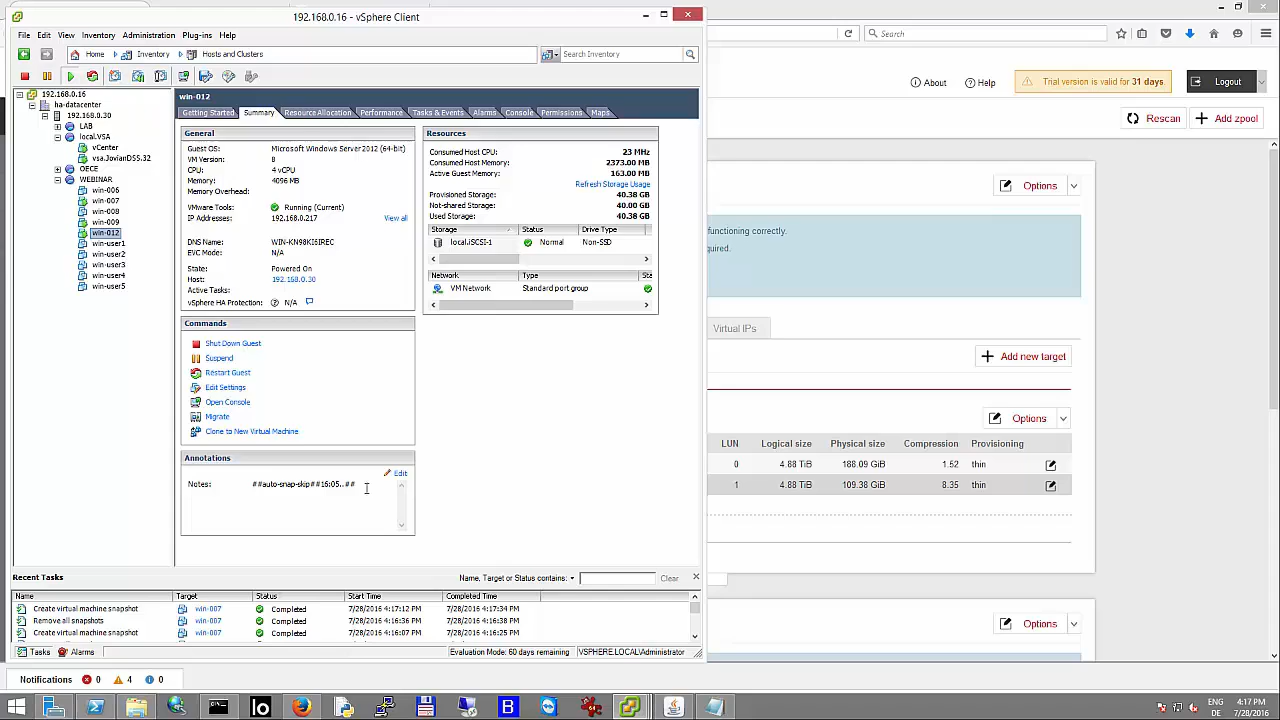 192.168.0.16 - vSphere Client
File Edit View Inventory Administration Plug-ins Help
Home Inventory Hosts and Clusters Search Inventory
192.168.0.16
ha-datacenter
192.168.0.30
LAB
local.VSA
vCenter
vsa.JovianDSS.32
OECE
WEBINAR
win-006
win-007
win-008
win-009
win-012
win-user1
win-user2
win-user3
win-user4
win-user5
win-012
Getting Started Summary Resource Allocation Performance Tasks & Events Alarms Console Permissions Maps
General
Guest OS: Microsoft Windows Server 2012 (64-bit)
VM Version: 8
CPU: 4 vCPU
Memory: 4096 MB
Memory Overhead:
VMware Tools: Running (Current)
IP Addresses: 192.168.0.217 View all
DNS Name: WIN-KN98KI6IREC
EVC Mode: N/A
State: Powered On
Host: 192.168.0.30
Active Tasks:
vSphere HA Protection: N/A
Commands
Shut Down Guest
Suspend
Restart Guest
Edit Settings
Open Console
Migrate
Clone to New Virtual Machine
Annotations
Edit
Notes: ##auto-snap-skip##16:05..##
Resources
Consumed Host CPU: 23 MHz
Consumed Host Memory: 2373.00 MB
Active Guest Memory: 163.00 MB
Refresh Storage Usage
Provisioned Storage: 40.38 GB
Not-shared Storage: 40.00 GB
Used Storage: 40.38 GB
Storage Status Drive Type
local.iSCSI-1 Normal Non-SSD
Network Type Sta
VM Network Standard port group
Recent Tasks Name, Target or Status contains: Clear
Name Target Status Start Time Completed Time
Create virtual machine snapshot win-007 Completed 7/28/2016 4:17:12 PM 7/28/2016 4:17:34 PM
Remove all snapshots win-007 Completed 7/28/2016 4:16:36 PM 7/28/2016 4:16:38 PM
Create virtual machine snapshot win-007 Completed 7/28/2016 4:16:07 PM 7/28/2016 4:16:25 PM
Tasks Alarms Evaluation Mode: 60 days remaining VSPHERE.LOCAL\Administrator
Search
About Help Trial version is valid for 31 days Logout
Rescan Add zpool
Options
functioning correctly.
quired.
Virtual IPs
Add new target
Options
LUN Logical size Physical size Compression Provisioning
0 4.88 TiB 188.09 GiB 1.52 thin
1 4.88 TiB 109.38 GiB 8.35 thin
Options
Notifications 0 4 0
Io B 64
ENG 4:17 PM
DE 7/28/2016